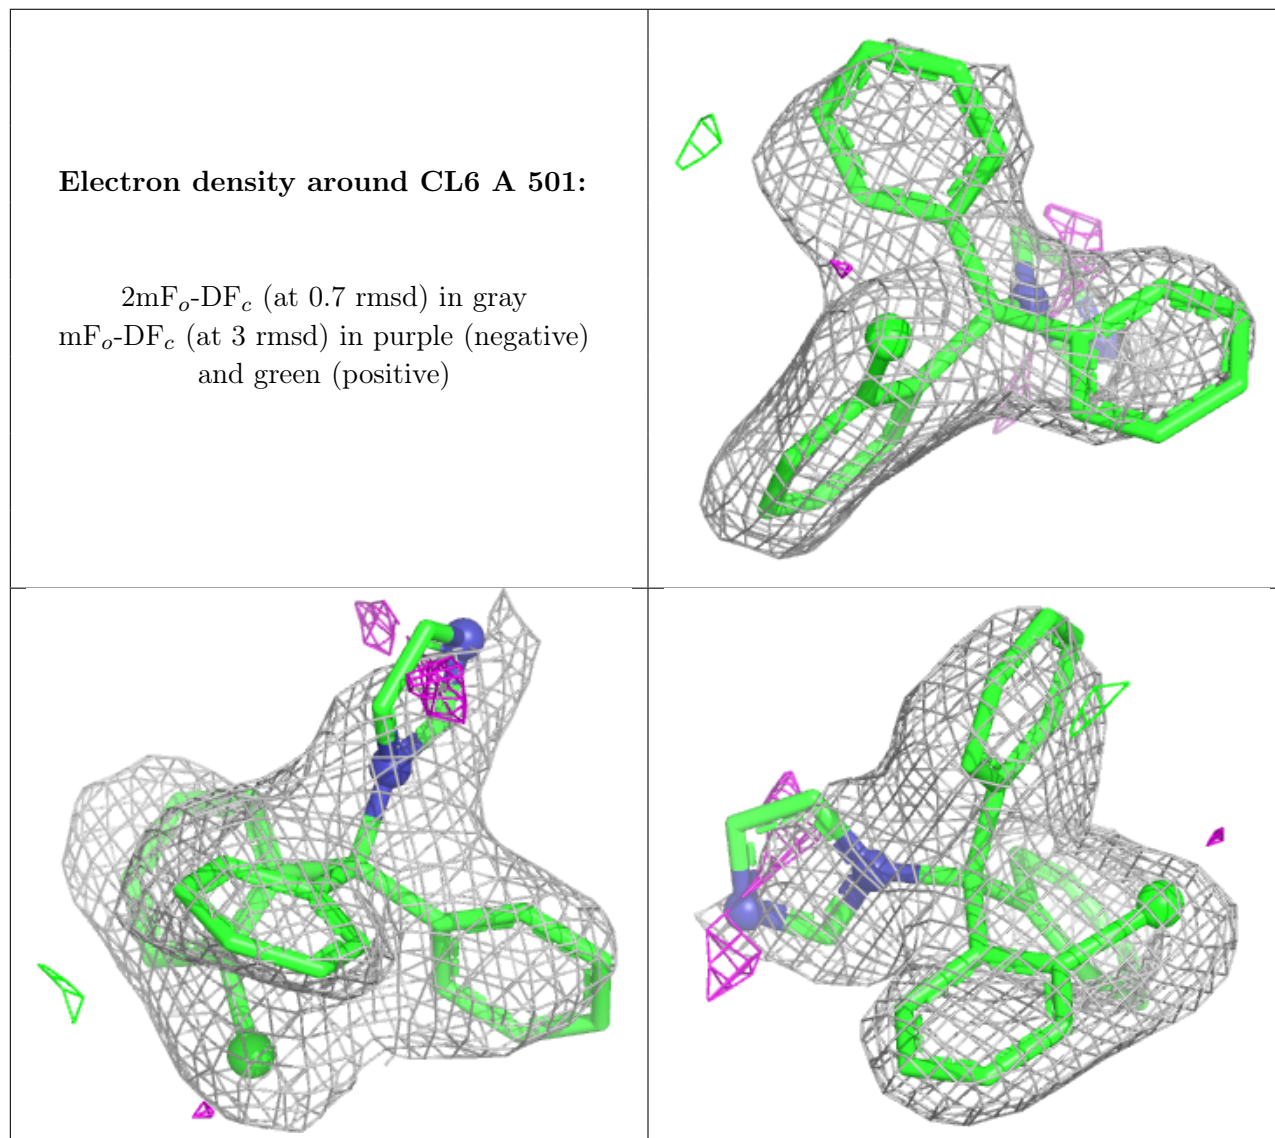 Electron density around CL6 A 501:
2mFo-DFc (at 0.7 rmsd) in gray
mFo-DFc (at 3 rmsd) in purple (negative)
and green (positive)